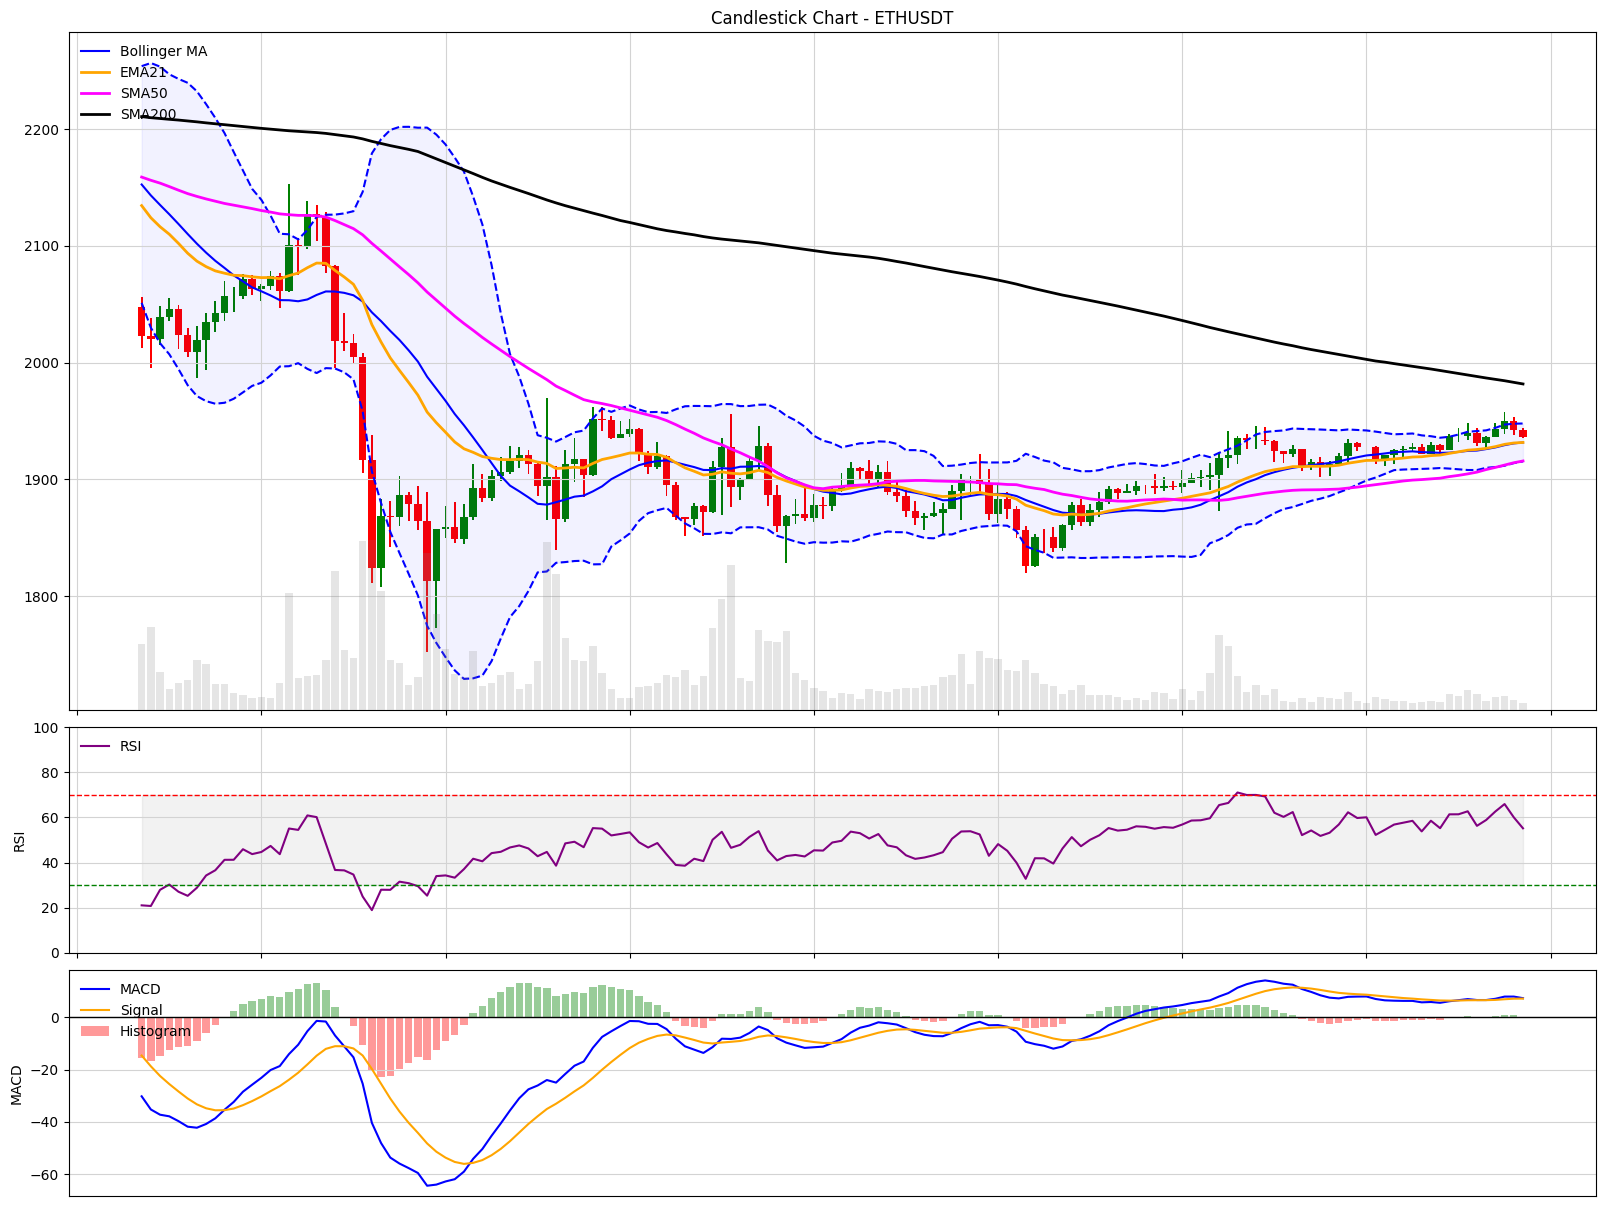 Candlestick Chart - ETHUSDT
Bollinger MA
EMA21
SMA50
SMA200
2200
2100
2000
1900
1800
RSI
100
80
60
40
20
0
RSI
MACD
Signal
Histogram
0
−20
−40
−60
MACD